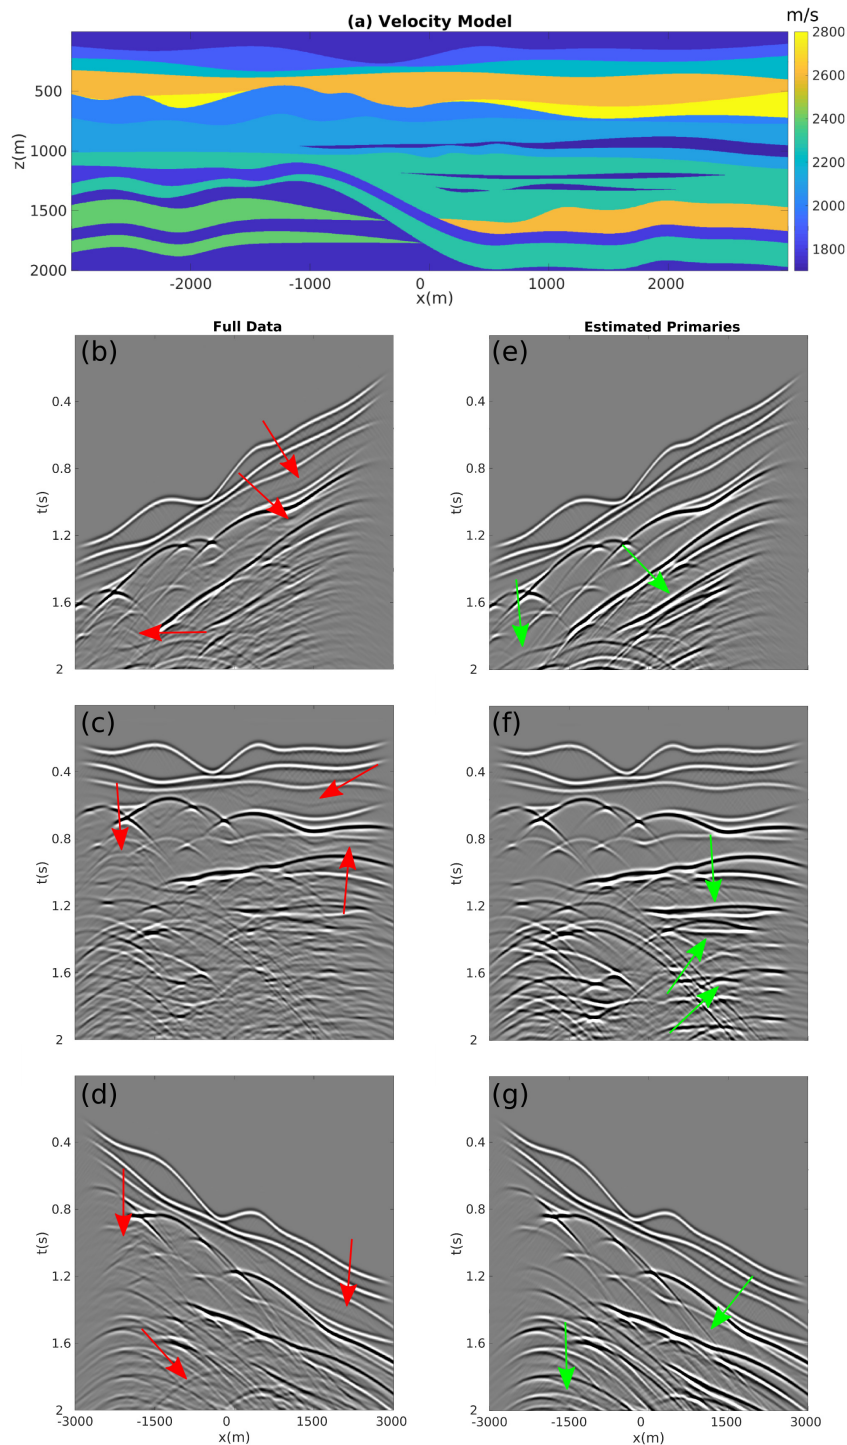 (a) Velocity Model
m/s
2800
2600
2400
2200
2000
1800
z(m)
500
1000
1500
2000
-2000
-1000
0
1000
2000
x(m)
Full Data
Estimated Primaries
(b)
t(s)
0.4
0.8
1.2
1.6
2
(e)
t(s)
0.4
0.8
1.2
1.6
2
(c)
t(s)
0.4
0.8
1.2
1.6
2
(f)
t(s)
0.4
0.8
1.2
1.6
2
(d)
t(s)
0.4
0.8
1.2
1.6
2
-3000
-1500
0
1500
3000
x(m)
(g)
t(s)
0.4
0.8
1.2
1.6
2
-3000
-1500
0
1500
3000
x(m)